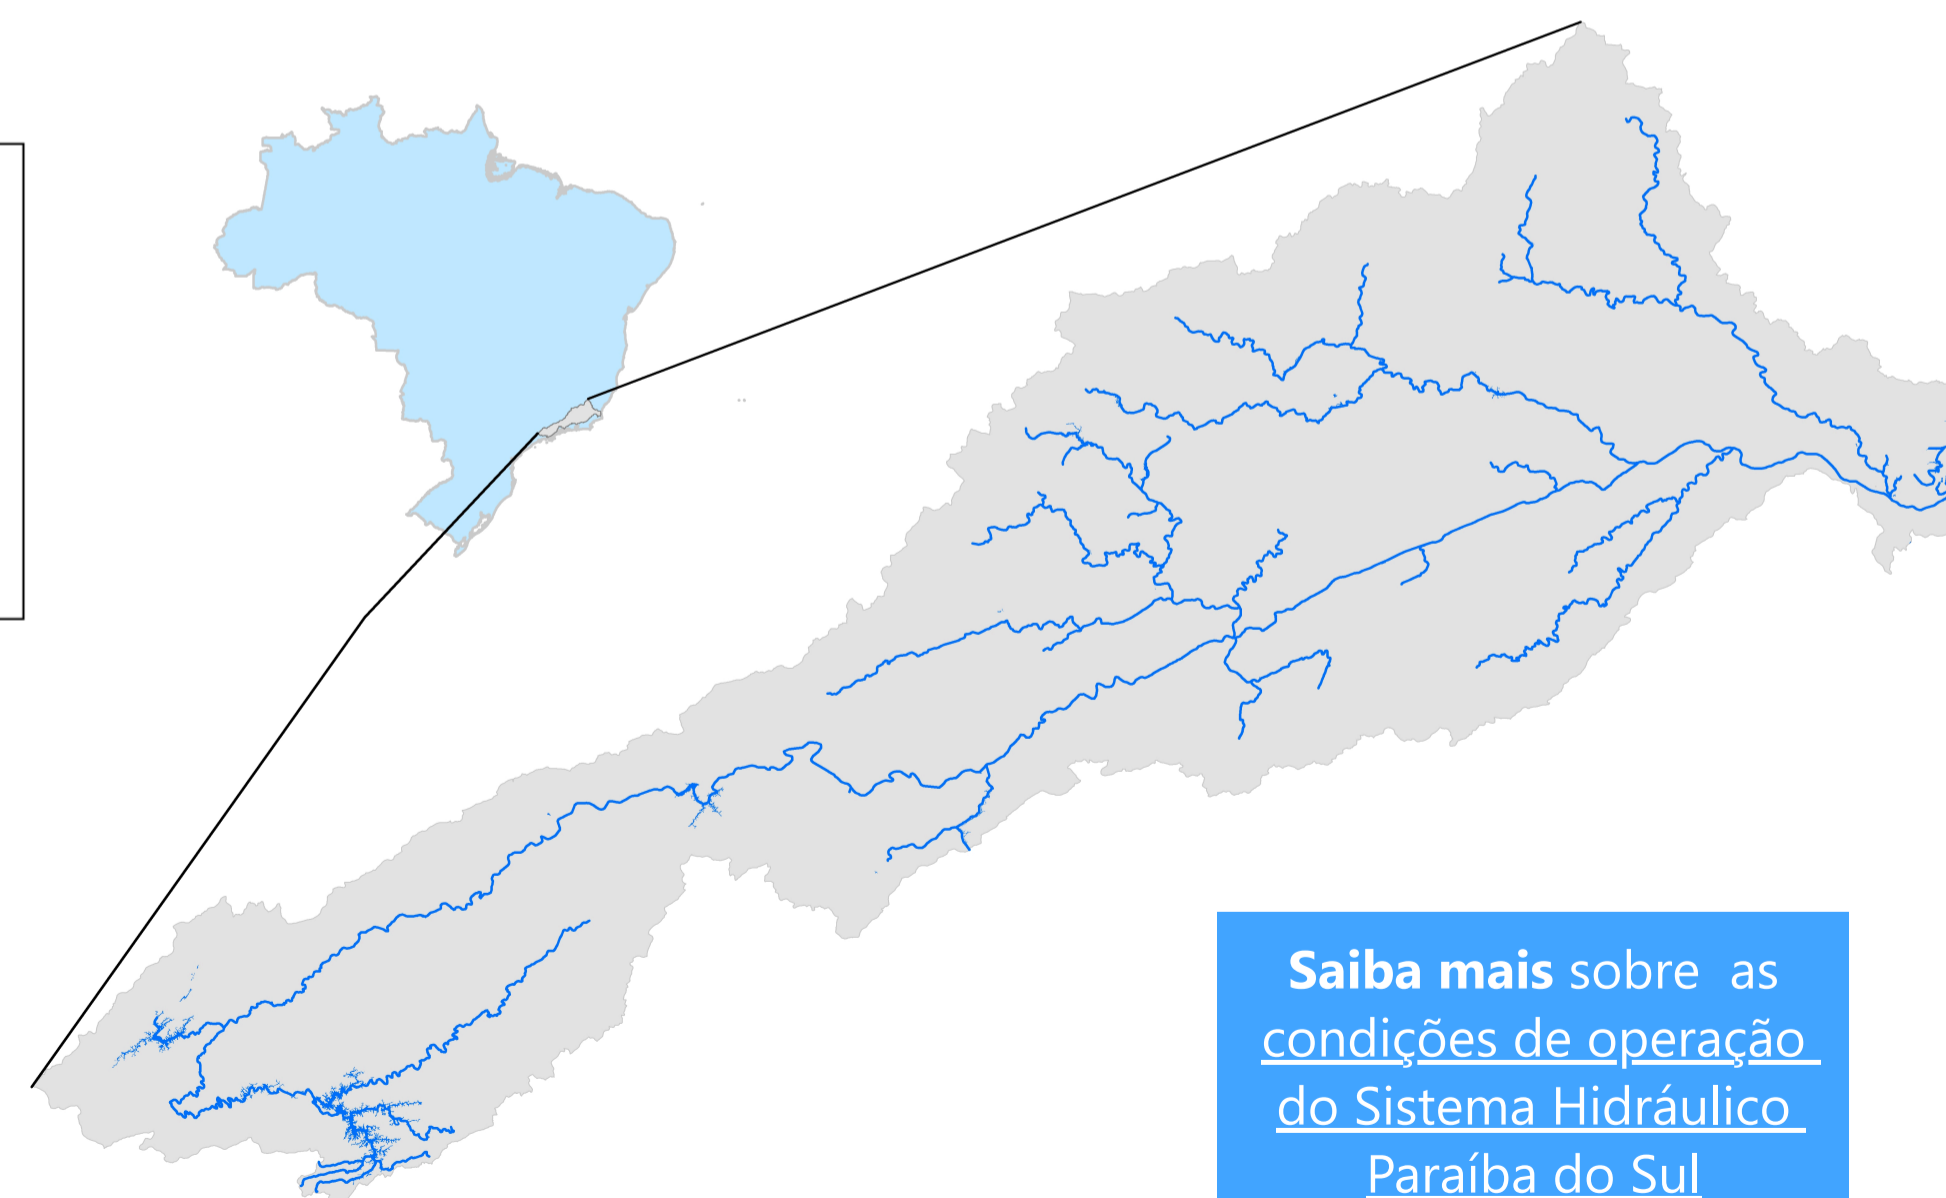 Saiba mais sobre as
condições de operação
do Sistema Hidráulico
Paraíba do Sul